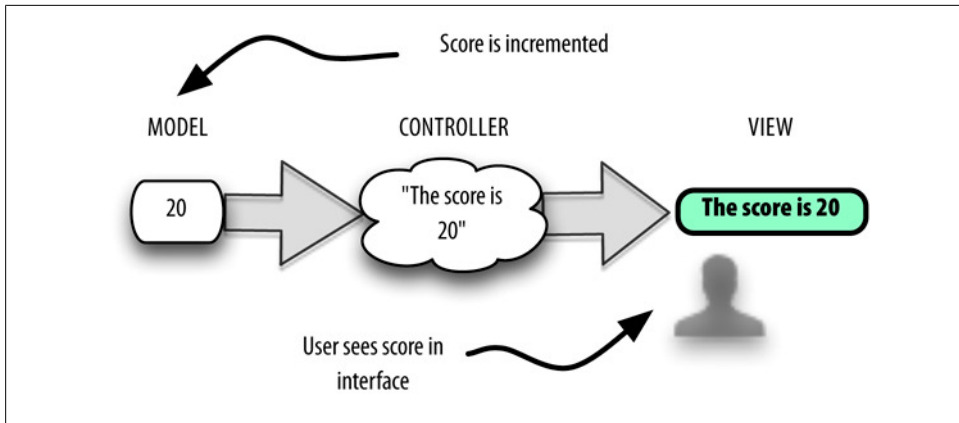 Score is incremented
MODEL
CONTROLLER
VIEW
20
"The score is
20"
The score is 20
User sees score in
interface